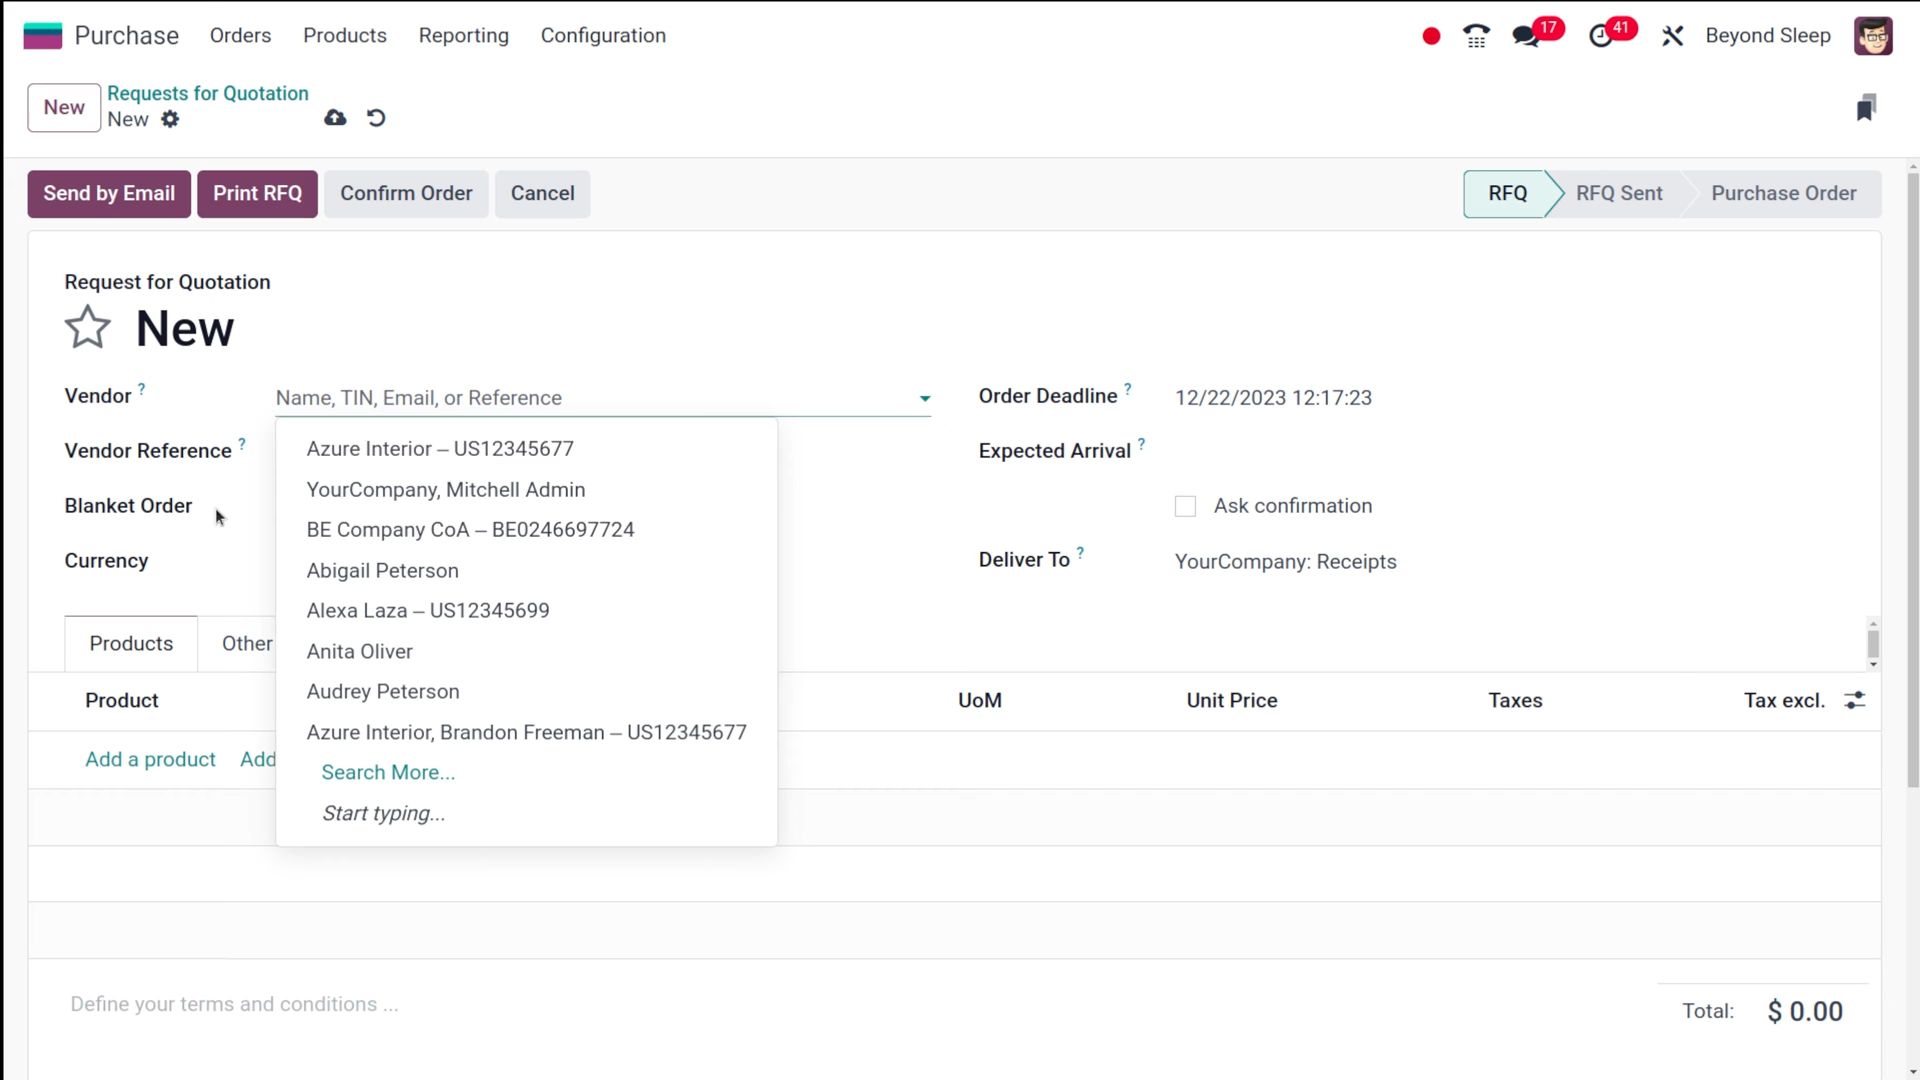 Purchase Orders Products Reporting Configuration 17 41 Beyond Sleep
New Requests for Quotation
New
Send by Email Print RFQ Confirm Order Cancel RFQ RFQ Sent Purchase Order
Request for Quotation
New
Vendor ? Name, TIN, Email, or Reference Order Deadline ? 12/22/2023 12:17:23
Azure Interior – US12345677
Vendor Reference ? Expected Arrival ?
YourCompany, Mitchell Admin
Blanket Order Ask confirmation
BE Company CoA – BE0246697724
Currency Deliver To ? YourCompany: Receipts
Abigail Peterson
Alexa Laza – US12345699
Products Other Anita Oliver
Audrey Peterson
Product UoM Unit Price Taxes Tax excl.
Azure Interior, Brandon Freeman – US12345677
Add a product Add
Search More...
Start typing...
Define your terms and conditions ...
Total: $ 0.00